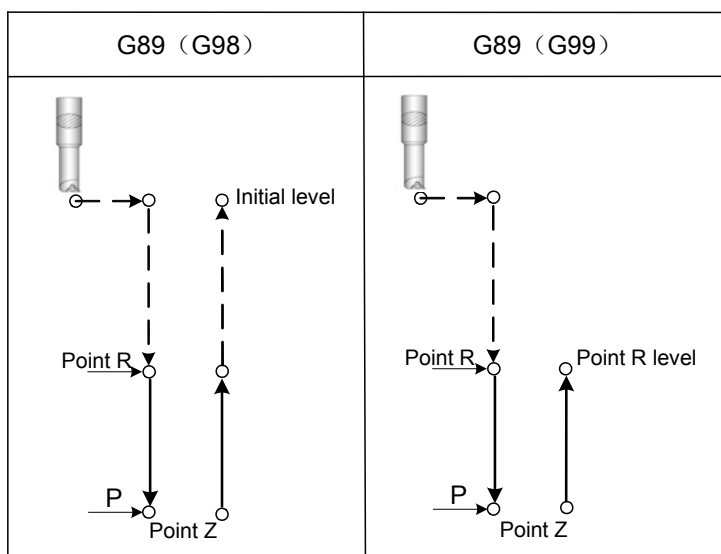 G89（G98）
G89（G99）
Initial level
Point R
P
Point Z
Point R
Point R level
P
Point Z